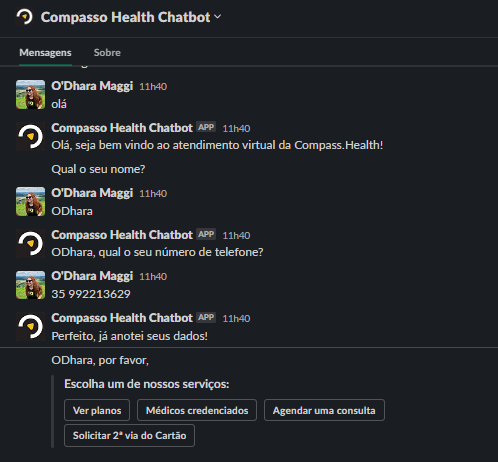 Compasso Health Chatbot
Mensagens Sobre
O'Dhara Maggi 11h40
olá
Compasso Health Chatbot APP 11h40
Olá, seja bem vindo ao atendimento virtual da Compass.Health!
Qual o seu nome?
O'Dhara Maggi 11h40
ODhara
Compasso Health Chatbot APP 11h40
ODhara, qual o seu número de telefone?
O'Dhara Maggi 11h40
35 992213629
Compasso Health Chatbot APP 11h40
Perfeito, já anotei seus dados!
ODhara, por favor,
Escolha um de nossos serviços:
Ver planos Médicos credenciados Agendar uma consulta
Solicitar 2ª via do Cartão